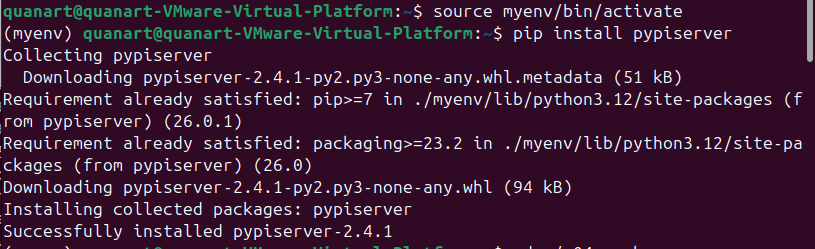 quanart@quanart-VMware-Virtual-Platform:~$ source myenv/bin/activate
(myenv) quanart@quanart-VMware-Virtual-Platform:~$ pip install pypiserver
Collecting pypiserver
  Downloading pypiserver-2.4.1-py2.py3-none-any.whl.metadata (51 kB)
Requirement already satisfied: pip>=7 in ./myenv/lib/python3.12/site-packages (f
rom pypiserver) (26.0.1)
Requirement already satisfied: packaging>=23.2 in ./myenv/lib/python3.12/site-pa
ckages (from pypiserver) (26.0)
Downloading pypiserver-2.4.1-py2.py3-none-any.whl (94 kB)
Installing collected packages: pypiserver
Successfully installed pypiserver-2.4.1